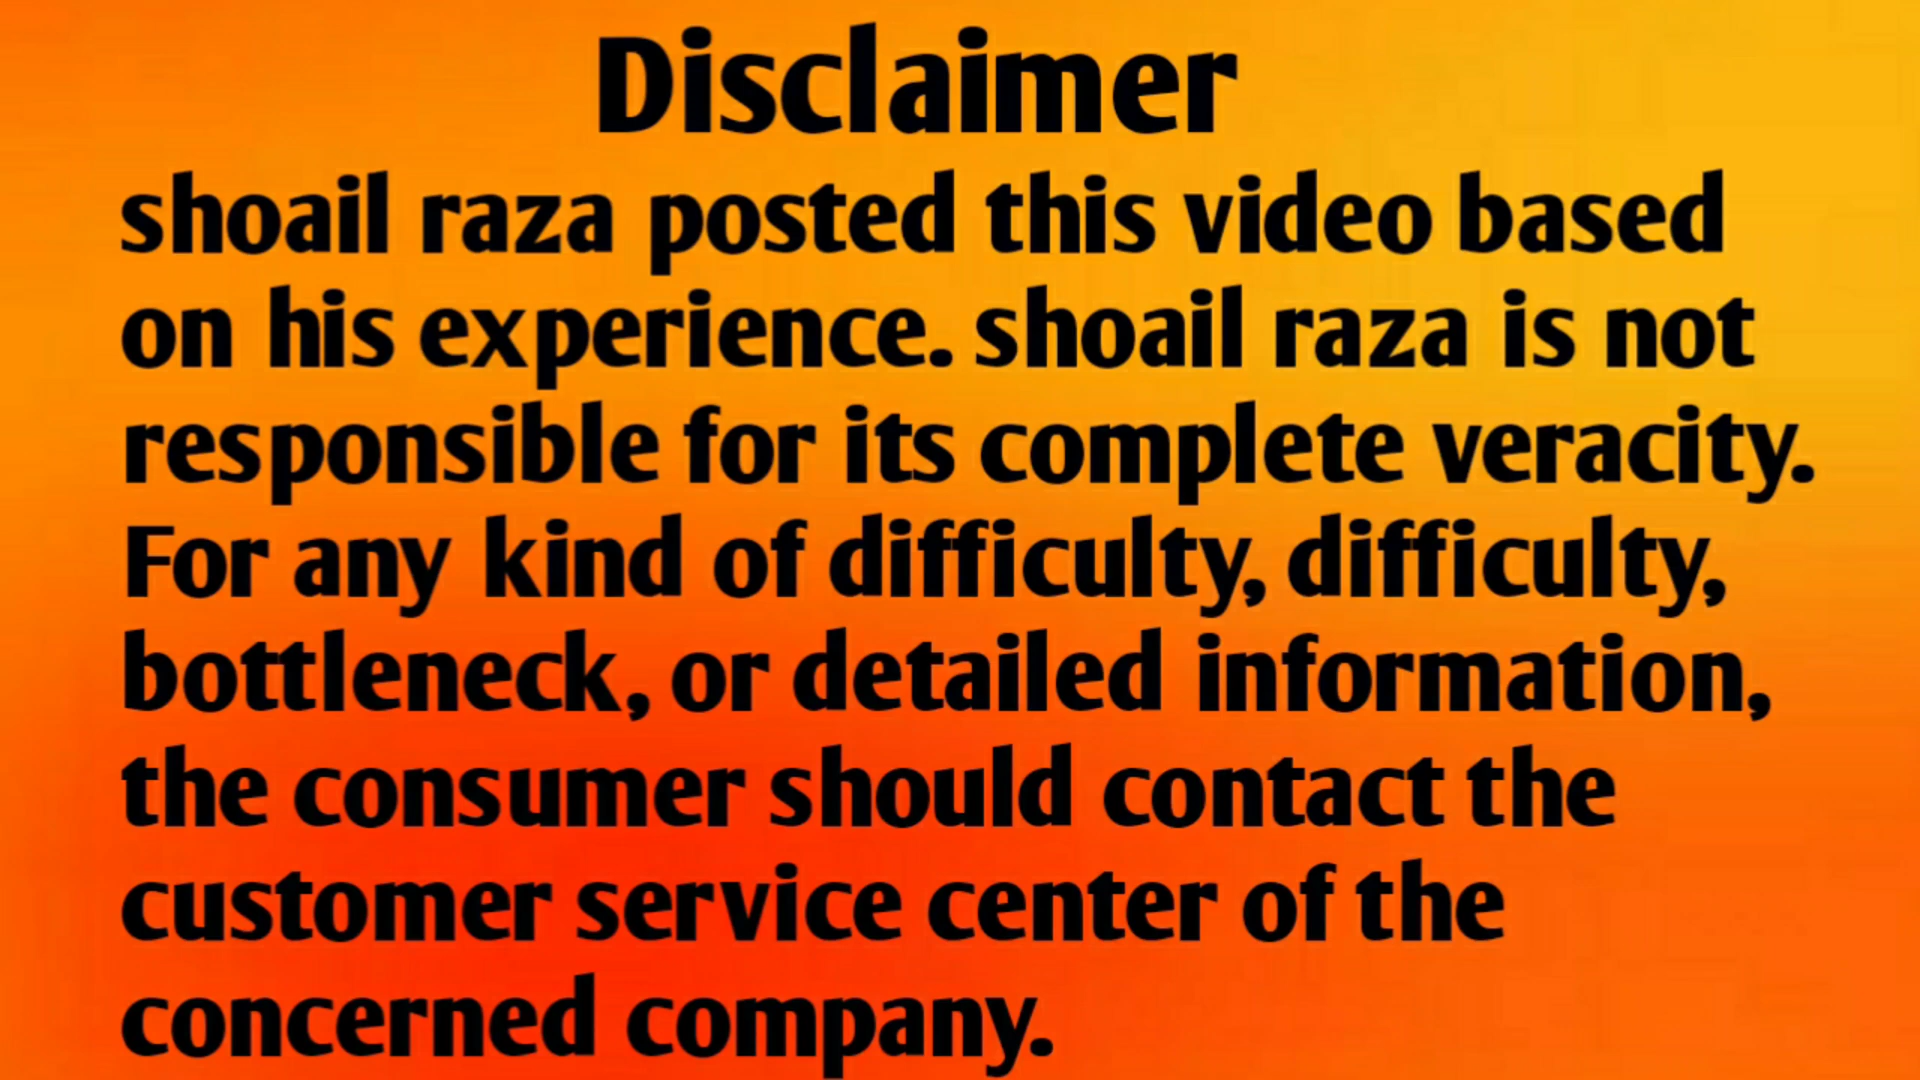 Disclaimer
shoail raza posted this video based
on his experience. shoail raza is not
responsible for its complete veracity.
For any kind of difficulty, difficulty,
bottleneck, or detailed information,
the consumer should contact the
customer service center of the
concerned company.